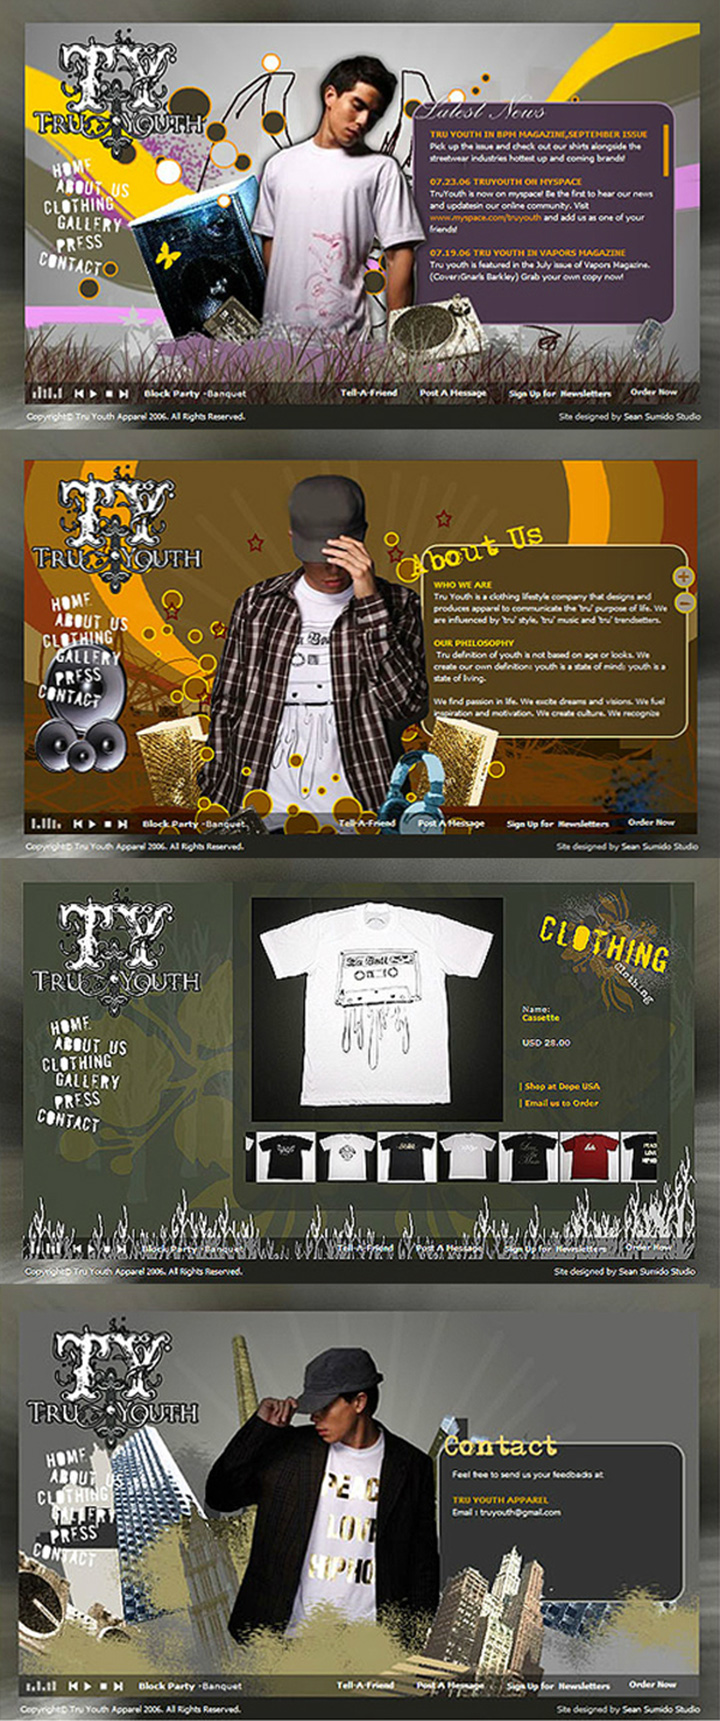 TY
TRU YOUTH
HOME
ABOUT US
CLOTHING
GALLERY
PRESS
CONTACT
Latest News
TRU YOUTH IN BPM MAGAZINE,SEPTEMBER ISSUE
Pick up the issue and check out our shirts alongside the
streetwear industries hottest up and coming brands!
07.23.06 TRUYOUTH ON MYSPACE
TruYouth is now on myspace! Be the first to hear our news
and updatesin our online community. Visit
www.myspace.com/truyouth and add us as one of your
friends!
07.19.06 TRU YOUTH IN VAPORS MAGAZINE
Tru youth is featured in the July issue of Vapors Magazine.
(Cover:Gnarls Barkley) Grab your own copy now!
Block Party -Banquet
Tell-A-Friend
Post A Message
Sign Up for Newsletters
Order Now
Copyright© Tru Youth Apparel 2006. All Rights Reserved.
Site designed by Sean Sumido Studio
TY
TRU YOUTH
HOME
ABOUT US
CLOTHING
GALLERY
PRESS
CONTACT
About Us
WHO WE ARE
Tru Youth is a clothing lifestyle company that designs and
produces apparel to communicate the 'tru' purpose of life. We
are influenced by 'tru' style, 'tru' music and 'tru' trendsetters.
OUR PHILOSOPHY
Tru definition of youth is not based on age or looks. We
create our own definition: youth is a state of mind; youth is a
state of living.
We find passion in life. We excite dreams and visions. We fuel
inspiration and motivation. We create culture. We recognize
Block Party -Banquet
Tell-A-Friend
Post A Message
Sign Up for Newsletters
Order Now
Copyright© Tru Youth Apparel 2006. All Rights Reserved.
Site designed by Sean Sumido Studio
TY
TRU YOUTH
HOME
ABOUT US
CLOTHING
GALLERY
PRESS
CONTACT
CLOTHING
Clothing
Name:
Cassette
USD 28.00
| Shop at Dope USA
| Email us to Order
PEACE
LOVE
HIPHO
Block Party -Banquet
Tell-A-Friend
Post A Message
Sign Up for Newsletters
Order Now
Copyright© Tru Youth Apparel 2006. All Rights Reserved.
Site designed by Sean Sumido Studio
TY
TRU YOUTH
HOME
ABOUT US
CLOTHING
GALLERY
PRESS
CONTACT
PEAC
LOV
HIPHO
Contact
Feel free to send us your feedbacks at:
TRU YOUTH APPAREL
Email : truyouth@gmail.com
Block Party -Banquet
Tell-A-Friend
Post A Message
Sign Up for Newsletters
Order Now
Copyright© Tru Youth Apparel 2006. All Rights Reserved.
Site designed by Sean Sumido Studio